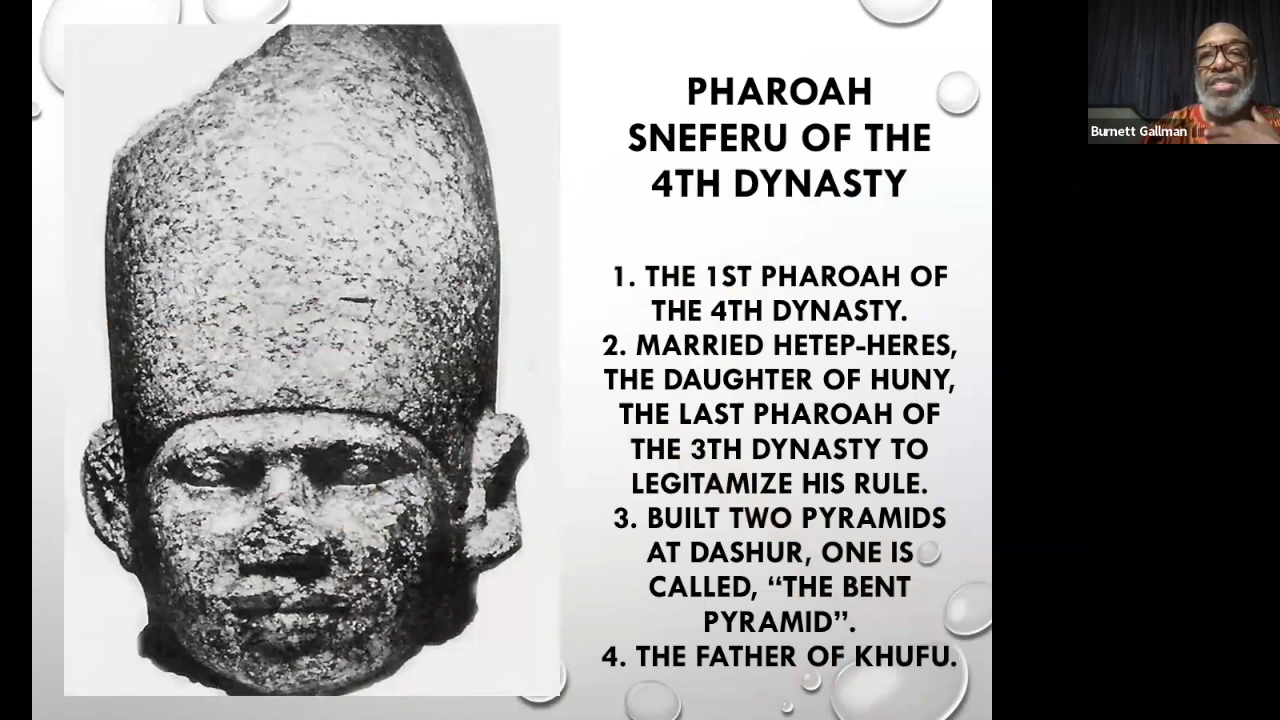 PHAROAH
SNEFERU OF THE
4TH DYNASTY
1. THE 1ST PHAROAH OF
THE 4TH DYNASTY.
2. MARRIED HETEP-HERES,
THE DAUGHTER OF HUNY,
THE LAST PHAROAH OF
THE 3TH DYNASTY TO
LEGITAMIZE HIS RULE.
3. BUILT TWO PYRAMIDS
AT DASHUR, ONE IS
CALLED, “THE BENT
PYRAMID”.
4. THE FATHER OF KHUFU.
Burnett Gallman